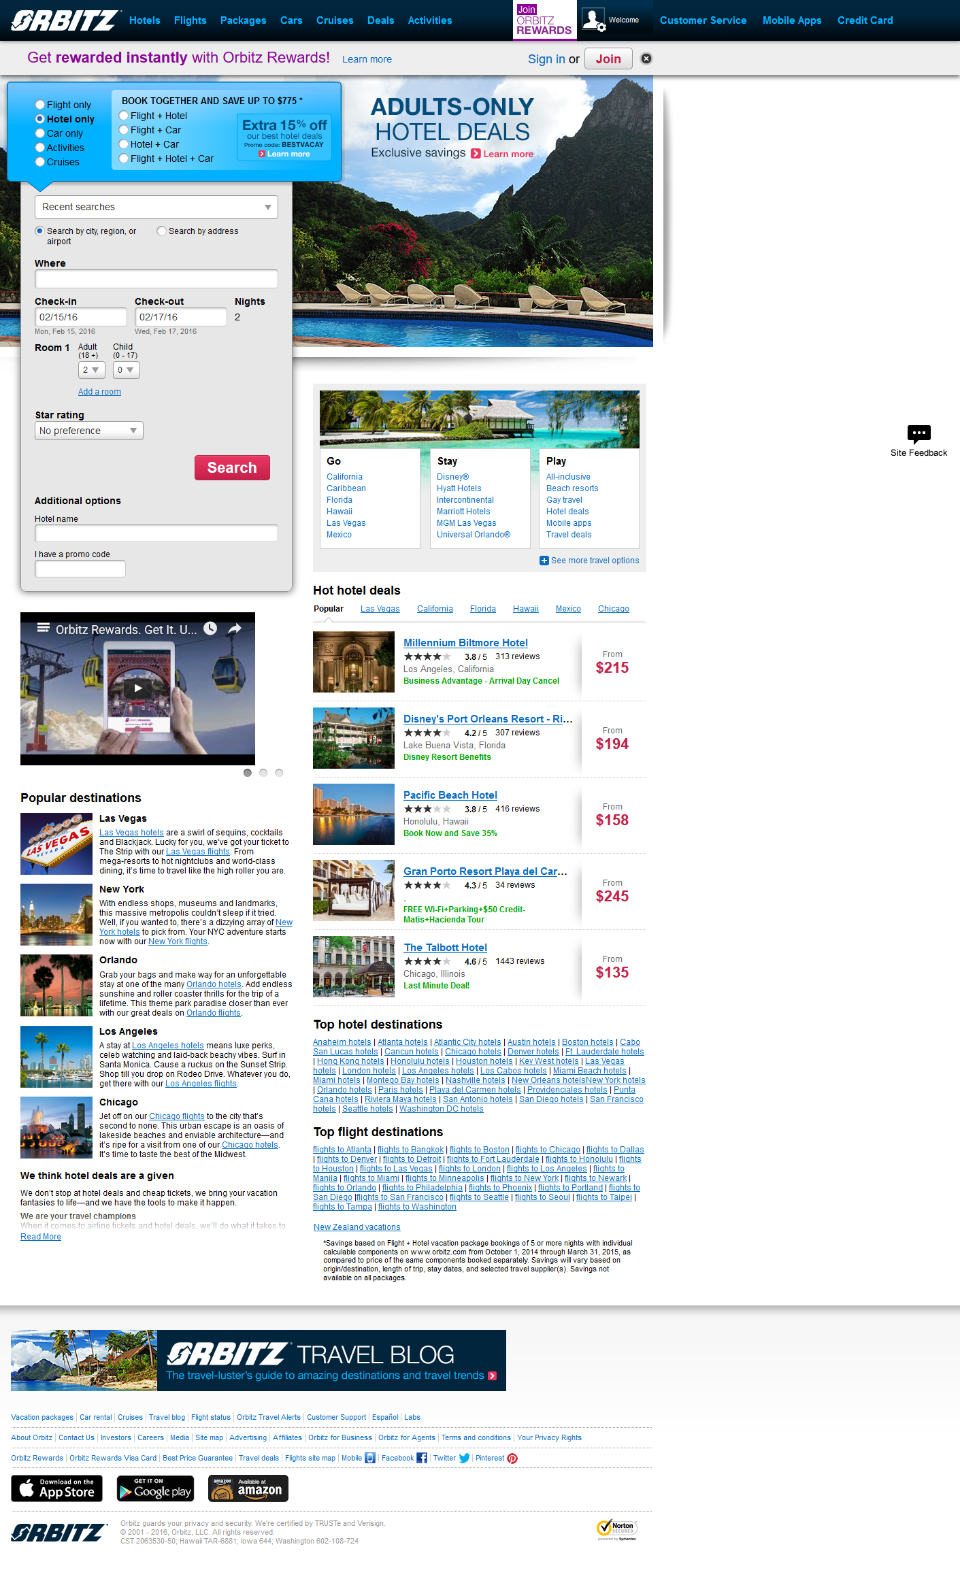 ORBITZ
Hotels Flights Packages Cars Cruises Deals Activities
Join ORBITZ REWARDS
Welcome
Customer Service Mobile Apps Credit Card
Get rewarded instantly with Orbitz Rewards! Learn more
Sign in or Join
Flight only
Hotel only
Car only
Activities
Cruises
BOOK TOGETHER AND SAVE UP TO $775 *
Flight + Hotel
Flight + Car
Hotel + Car
Flight + Hotel + Car
Extra 15% off
our best hotel deals
Promo code: BESTVACAY
Learn more
ADULTS-ONLY
HOTEL DEALS
Exclusive savings Learn more
Recent searches
Search by city, region, or airport
Search by address
Where
Check-in Check-out Nights
02/15/16 02/17/16 2
Mon, Feb 15, 2016 Wed, Feb 17, 2016
Room 1 Adult (18 +) Child (0 - 17)
2 0
Add a room
Star rating
No preference
Search
Additional options
Hotel name
I have a promo code
Site Feedback
Go
California
Caribbean
Florida
Hawaii
Las Vegas
Mexico
Stay
Disney®
Hyatt Hotels
Intercontinental
Marriott Hotels
MGM Las Vegas
Universal Orlando®
Play
All-inclusive
Beach resorts
Gay travel
Hotel deals
Mobile apps
Travel deals
See more travel options
Hot hotel deals
Popular Las Vegas California Florida Hawaii Mexico Chicago
Millennium Biltmore Hotel
3.8 / 5 313 reviews
Los Angeles, California
Business Advantage - Arrival Day Cancel
From
$215
Disney's Port Orleans Resort - Ri...
4.2 / 5 307 reviews
Lake Buena Vista, Florida
Disney Resort Benefits
From
$194
Pacific Beach Hotel
3.8 / 5 416 reviews
Honolulu, Hawaii
Book Now and Save 35%
From
$158
Gran Porto Resort Playa del Car...
4.3 / 5 34 reviews
,
FREE Wi-Fi+Parking+$50 Credit-
Matis+Hacienda Tour
From
$245
The Talbott Hotel
4.6 / 5 1443 reviews
Chicago, Illinois
Last Minute Deal!
From
$135
Orbitz Rewards. Get It. U...
Popular destinations
LAS VEGAS
NEVADA
Las Vegas
Las Vegas hotels are a swirl of sequins, cocktails
and Blackjack. Lucky for you, we've got your ticket to
The Strip with our Las Vegas flights. From
mega-resorts to hot nightclubs and world-class
dining, it's time to travel like the high roller you are.
New York
With endless shops, museums and landmarks,
this massive metropolis couldn't sleep if it tried.
Well, if you wanted to, there's a dizzying array of New
York hotels to pick from. Your NYC adventure starts
now with our New York flights.
Orlando
Grab your bags and make way for an unforgettable
stay at one of the many Orlando hotels. Add endless
sunshine and roller coaster thrills for the trip of a
lifetime. This theme park paradise closer than ever
with our great deals on Orlando flights.
Los Angeles
A stay at Los Angeles hotels means luxe perks,
celeb watching and laid-back beachy vibes. Surf in
Santa Monica. Cause a ruckus on the Sunset Strip.
Shop till you drop on Rodeo Drive. Whatever you do,
get there with our Los Angeles flights.
Chicago
Jet off on our Chicago flights to the city that's
second to none. This urban escape is an oasis of
lakeside beaches and enviable architecture—and
it's ripe for a visit from one of our Chicago hotels.
It's time to taste the best of the Midwest.
We think hotel deals are a given
We don't stop at hotel deals and cheap tickets, we bring your vacation
fantasies to life—and we have the tools to make it happen.
We are your travel champions
When it comes to airline tickets and hotel deals, we'll do what it takes to
Read More
Top hotel destinations
Anaheim hotels | Atlanta hotels | Atlantic City hotels | Austin hotels | Boston hotels | Cabo
San Lucas hotels | Cancun hotels | Chicago hotels | Denver hotels | Ft. Lauderdale hotels
| Hong Kong hotels | Honolulu hotels | Houston hotels | Key West hotels | Las Vegas
hotels | London hotels | Los Angeles hotels | Los Cabos hotels | Miami Beach hotels |
Miami hotels | Montego Bay hotels | Nashville hotels | New Orleans hotelsNew York hotels
| Orlando hotels | Paris hotels | Playa del Carmen hotels | Providenciales hotels | Punta
Cana hotels | Riviera Maya hotels | San Antonio hotels | San Diego hotels | San Francisco
hotels | Seattle hotels | Washington DC hotels
Top flight destinations
flights to Atlanta | flights to Bangkok | flights to Boston | flights to Chicago | flights to Dallas
| flights to Denver | flights to Detroit | flights to Fort Lauderdale | flights to Honolulu | flights
to Houston | flights to Las Vegas | flights to London | flights to Los Angeles | flights to
Manila | flights to Miami | flights to Minneapolis | flights to New York | flights to Newark |
flights to Orlando | flights to Philadelphia | flights to Phoenix | flights to Portland | flights to
San Diego |flights to San Francisco | flights to Seattle | flights to Seoul | flights to Taipei |
flights to Tampa | flights to Washington
New Zealand vacations
*Savings based on Flight + Hotel vacation package bookings of 5 or more nights with individual
calculable components on www.orbitz.com from October 1, 2014 through March 31, 2015, as
compared to price of the same components booked separately. Savings will vary based on
origin/destination, length of trip, stay dates, and selected travel supplier(s). Savings not
available on all packages.
ORBITZ TRAVEL BLOG
The travel-luster's guide to amazing destinations and travel trends
Vacation packages | Car rental | Cruises | Travel blog | Flight status | Orbitz Travel Alerts | Customer Support | Español | Labs
About Orbitz | Contact Us | Investors | Careers | Media | Site map | Advertising | Affiliates | Orbitz for Business | Orbitz for Agents | Terms and conditions | Your Privacy Rights
Orbitz Rewards | Orbitz Rewards Visa Card | Best Price Guarantee | Travel deals | Flights site map | Mobile | Facebook | Twitter | Pinterest
Download on the App Store
GET IT ON Google play
Available at amazon
ORBITZ
Orbitz guards your privacy and security. We're certified by TRUSTe and Verisign.
© 2001 - 2016, Orbitz, LLC. All rights reserved.
CST 2063530-50; Hawaii TAR-6881; Iowa 644; Washington 602-108-724
Norton
SECURED
powered by Symantec